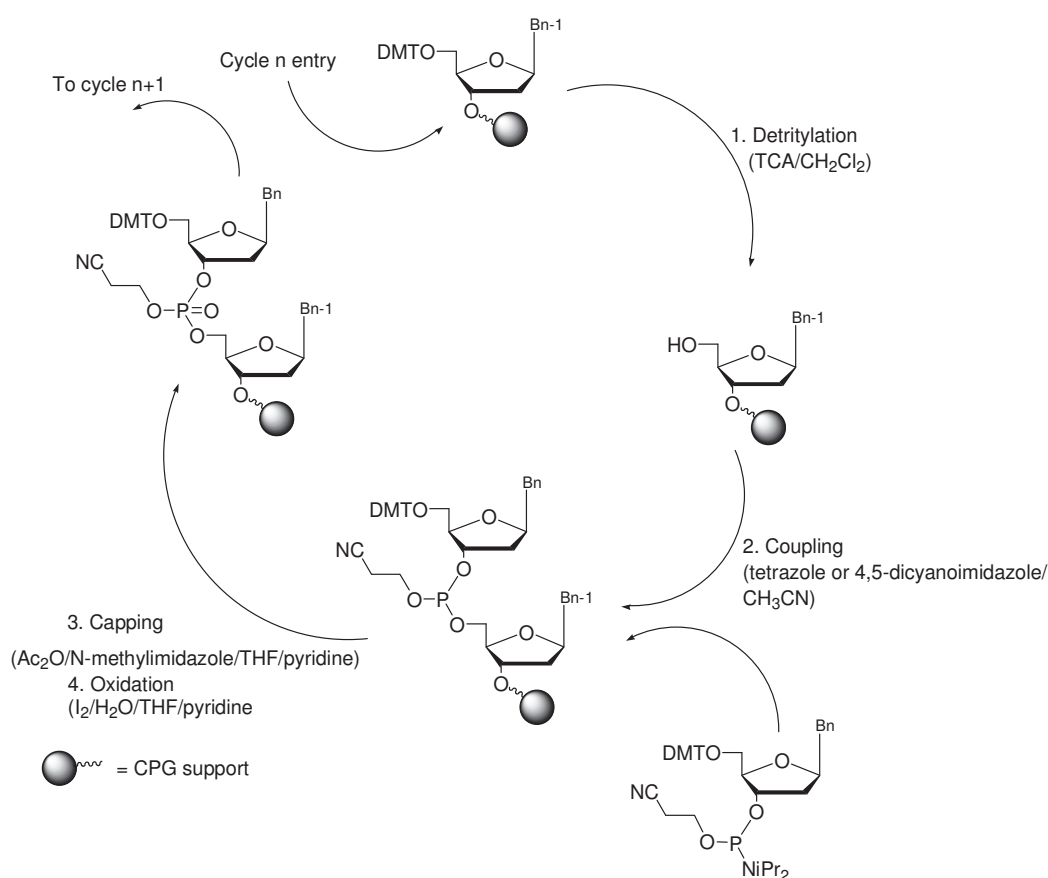 Bn-1
Cycle n entry
DMTO
O
To cycle n+1
O
1. Detritylation
(TCA/CH2Cl2)
Bn
DMTO
O
NC
O
O
P=O
Bn-1
O
O
O
Bn-1
HO
O
O
Bn
DMTO
O
2. Coupling
(tetrazole or 4,5-dicyanoimidazole/
CH3CN)
NC
O
O
P
Bn-1
O
O
3. Capping
(Ac2O/N-methylimidazole/THF/pyridine)
4. Oxidation
(I2/H2O/THF/pyridine
O
Bn
DMTO
O
= CPG support
NC
O
O
P
NiPr2